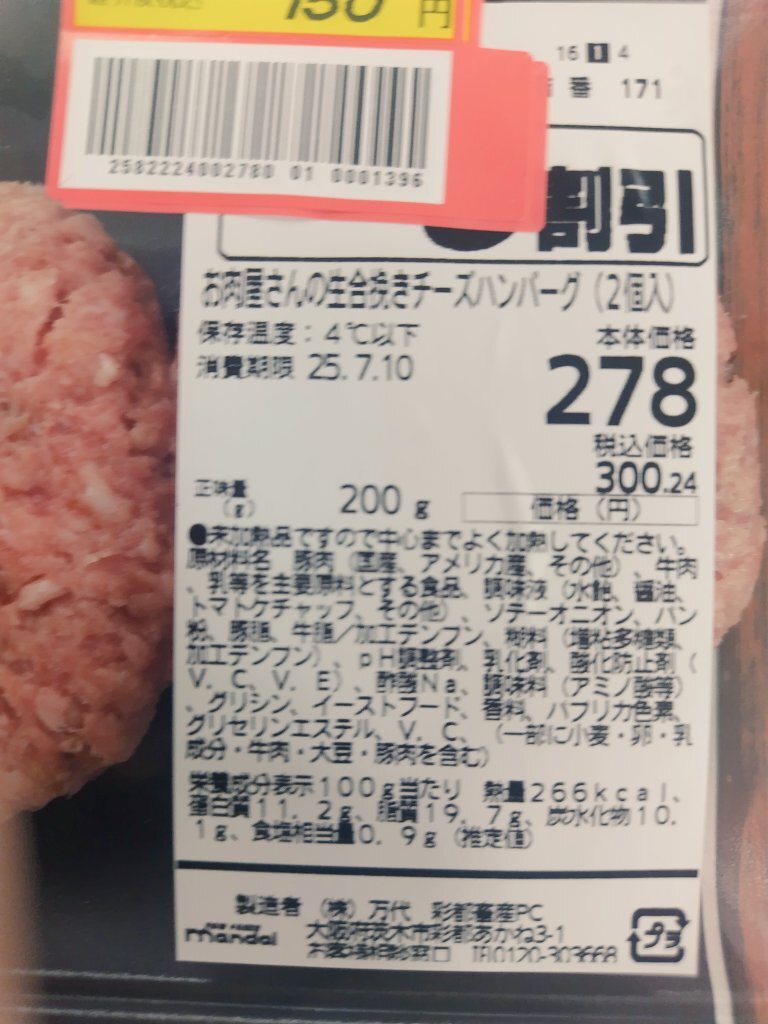 150円
16 1 4
番 171
2582224002780 01 0001396
割引
お肉屋さんの生合挽きチーズハンバーグ（2個入）
保存温度：4℃以下
本体価格
消費期限 25.7.10
278
税込価格
300.24
正味量(g) 200g
価格（円）
●未加熱品ですので中心までよく加熱してください。
原材料名 豚肉（国産、アメリカ産、その他）、牛肉
、乳等を主要原料とする食品、調味液（水飴、醤油、
トマトケチャップ、その他）、ソテーオニオン、パン
粉、豚脂、牛脂／加工デンプン、糊料（増粘多糖類、
加工デンプン）、pH調整剤、乳化剤、酸化防止剤（
V．C、V．E）、酢酸Na、調味料（アミノ酸等）
、グリシン、イーストフード、香料、パプリカ色素、
グリセリンエステル、V．C、（一部に小麦・卵・乳
成分・牛肉・大豆・豚肉を含む）
栄養成分表示100g当たり 熱量266kcal、
蛋白質11．2g、脂質19．7g、炭水化物10．
1g、食塩相当量0．9g（推定値）
製造者 （株）万代 彩都畜産PC
mandai
大阪府茨木市彩都あかね3-1
お客様相談窓口 TEL0120-303668
プラ